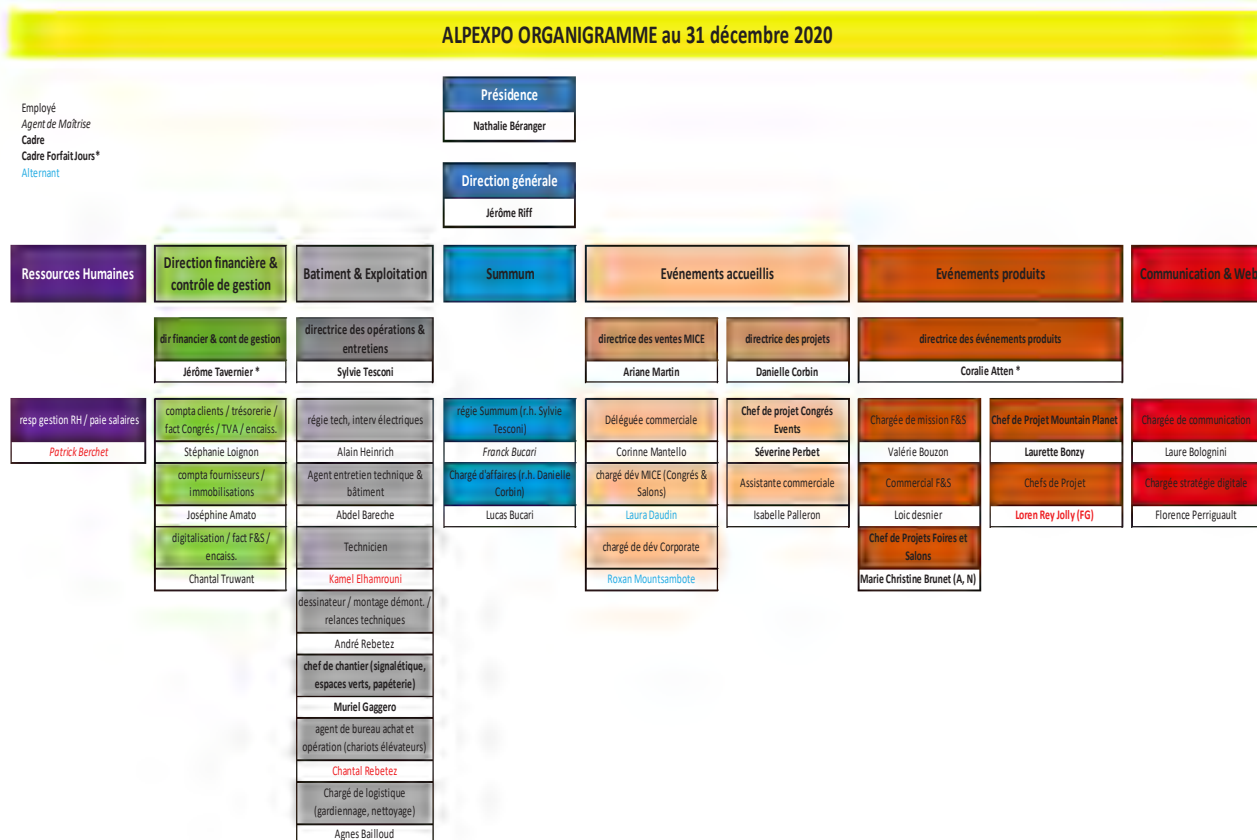 ALPEXPO ORGANIGRAMME au 31 décembre 2020
Employé
Agent de Maîtrise
Cadre
Cadre Forfait Jours*
Alternant
Présidence
Nathalie Béranger
Direction générale
Jérôme Riff
Ressources Humaines
resp gestion RH / paie salaires
Patrick Berchet
Direction financière &
contrôle de gestion
dir financier & cont de gestion
Jérôme Tavernier *
compta clients / trésorerie /
fact Congrés / TVA / encaiss.
Stéphanie Loignon
compta fournisseurs /
immobilisations
Joséphine Amato
digitalisation / fact F&S /
encaiss.
Chantal Truwant
Batiment & Exploitation
directrice des opérations &
entretiens
Sylvie Tesconi
régie tech, interv électriques
Alain Heinrich
Agent entretien technique &
bâtiment
Abdel Bareche
Technicien
Kamel Elhamrouni
dessinateur / montage démont. /
relances techniques
André Rebetez
chef de chantier (signalétique,
espaces verts, papéterie)
Muriel Gaggero
agent de bureau achat et
opération (chariots élévateurs)
Chantal Rebetez
Chargé de logistique
(gardiennage, nettoyage)
Agnes Bailloud
Summum
régie Summum (r.h. Sylvie
Tesconi)
Franck Bucari
Chargé d'affaires (r.h. Danielle
Corbin)
Lucas Bucari
Evénements accueillis
directrice des ventes MICE
Ariane Martin
Déléguée commerciale
Corinne Mantello
chargé dév MICE (Congrés &
Salons)
Laura Daudin
chargé de dév Corporate
Roxan Mountsambote
directrice des projets
Danielle Corbin
Chef de projet Congrés
Events
Séverine Perbet
Assistante commerciale
Isabelle Palleron
Evénements produits
directrice des événements produits
Coralie Atten *
Chargée de mission F&S
Valérie Bouzon
Commercial F&S
Loic desnier
Chef de Projets Foires et
Salons
Marie Christine Brunet (A, N)
Chef de Projet Mountain Planet
Laurette Bonzy
Chefs de Projet
Loren Rey Jolly (FG)
Communication & Web
Chargée de communication
Laure Bolognini
Chargée stratégie digitale
Florence Perriguault